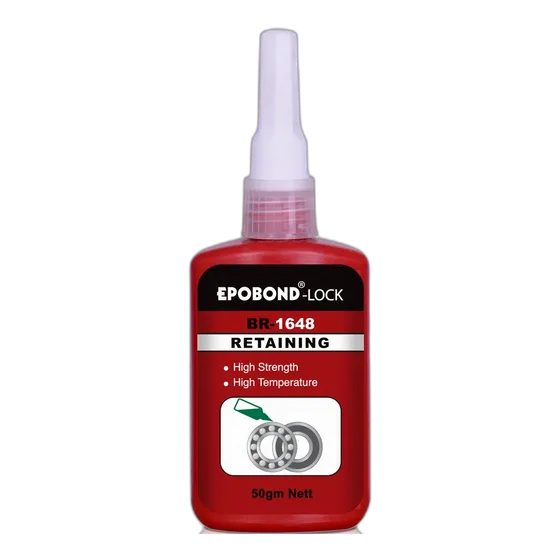 EPOBOND®-LOCK
BR-1648
RETAINING
• High Strength
• High Temperature
50gm Nett